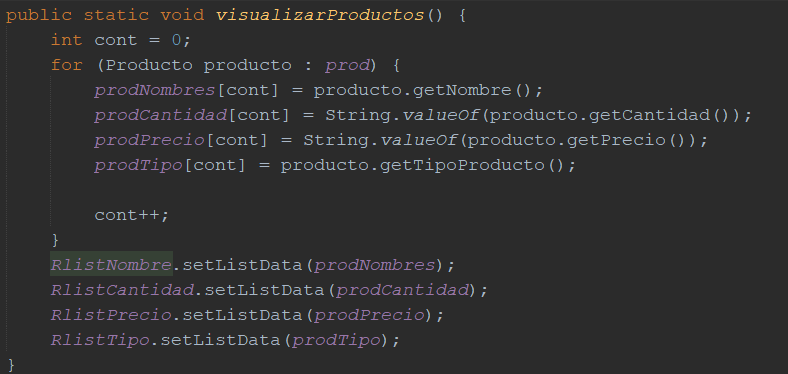 public static void visualizarProductos() {
    int cont = 0;
    for (Producto producto : prod) {
        prodNombres[cont] = producto.getNombre();
        prodCantidad[cont] = String.valueOf(producto.getCantidad());
        prodPrecio[cont] = String.valueOf(producto.getPrecio());
        prodTipo[cont] = producto.getTipoProducto();

        cont++;
    }
    RlistNombre.setListData(prodNombres);
    RlistCantidad.setListData(prodCantidad);
    RlistPrecio.setListData(prodPrecio);
    RlistTipo.setListData(prodTipo);
}